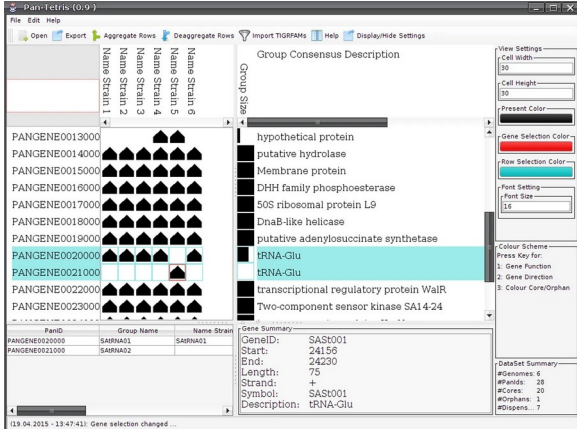 Pan-Tetris (0.9 )
File Edit Help
Open Export Aggregate Rows Deaggregate Rows Import TIGRFAMs Help Display/Hide Settings
Name Strain 1
Name Strain 2
Name Strain 3
Name Strain 4
Name Strain 5
Name Strain 6
Group Size
Group Consensus Description
PANGENE0013000 hypothetical protein
PANGENE0014000 putative hydrolase
PANGENE0015000 Membrane protein
PANGENE0016000 DHH family phosphoesterase
PANGENE0017000 50S ribosomal protein L9
PANGENE0018000 DnaB-like helicase
PANGENE0019000 putative adenylosuccinate synthetase
PANGENE0020000 tRNA-Glu
PANGENE0021000 tRNA-Glu
PANGENE0022000 transcriptional regulatory protein WalR
PANGENE0023000 Two-component sensor kinase SA14-24
View Settings
Cell Width
30
Cell Height
30
Present Color
Gene Selection Color
Row Selection Color
Font Setting
Font Size
16
Colour Scheme
Press Key for:
1: Gene Function
2: Gene Direction
3: Colour Core/Orphan
PanID Group Name Name Strain
PANGENE0020000 SAtRNA01 SAtRNA01
PANGENE0021000 SAtRNA02
Gene Summary
GeneID: SASt001
Start: 24156
End: 24230
Length: 75
Strand: +
Symbol: SASt001
Description: tRNA-Glu
DataSet Summary
#Genomes: 6
#PanIds: 28
#Cores: 20
#Orphans: 1
#Dispens... 7
(19.04.2015 - 13:47:41): Gene selection changed ...